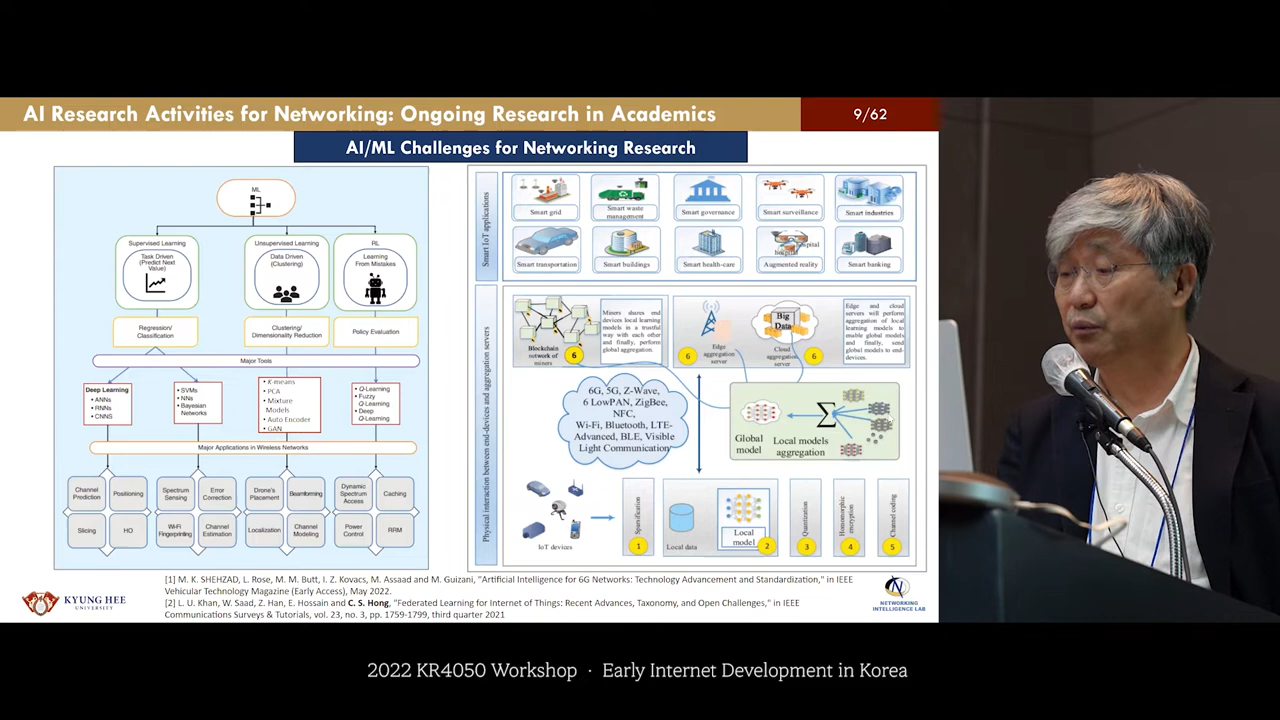 AI Research Activities for Networking: Ongoing Research in Academics
9/62
AI/ML Challenges for Networking Research
ML
Supervised Learning
Task Driven
(Predict Next
Value)
Unsupervised Learning
Data Driven
(Clustering)
RL
Learning
From Mistakes
Regression/
Classification
Clustering/
Dimensionality Reduction
Policy Evaluation
Major Tools
Deep Learning
• ANNs
• RNNs
• CNNS
• SVMs
• NNs
• Bayesian
Networks
• K-means
• PCA
• Mixture
Models
• Auto Encoder
• GAN
• Q-Learning
• Fuzzy
Q-Learning
• Deep
Q-Learning
Major Applications in Wireless Networks
Channel
Prediction
Positioning
Slicing
HO
Spectrum
Sensing
Error
Correction
Wi-Fi
Fingerprinting
Channel
Estimation
Drone's
Placement
Beamforming
Localization
Channel
Modeling
Dynamic
Spectrum
Access
Caching
Power
Control
RRM
Smart IoT applications
Smart grid
Smart waste
management
Smart governance
Smart surveillance
Smart industries
Smart transportation
Smart buildings
Smart health-care
Augmented reality
Smart banking
Physical interaction between end-devices and aggregation servers
Blockchain
network of
miners
6
Miners shares end
devices local learning
models in a trustful
way with each other
and finally, perform
global aggregation.
6
Edge
aggregation
server
Big
Data
Cloud
aggregation
server
6
Edge and cloud
servers will perform
aggregation of local
learning models to
enable global models
and finally, send
global models to end-
devices.
6G, 5G, Z-Wave,
6 LowPAN, ZigBee,
NFC,
Wi-Fi, Bluetooth, LTE-
Advanced, BLE, Visible
Light Communication
Global
model
Σ
Local models
aggregation
IoT devices
Sparsification
1
Local data
Local
model
2
Quantization
3
Homomorphic
encryption
4
Channel coding
5
[1] M. K. SHEHZAD, L. Rose, M. M. Butt, I. Z. Kovacs, M. Assaad and M. Guizani, "Artificial Intelligence for 6G Networks: Technology Advancement and Standardization," in IEEE
Vehicular Technology Magazine (Early Access), May 2022.
[2] L. U. Khan, W. Saad, Z. Han, E. Hossain and C. S. Hong, "Federated Learning for Internet of Things: Recent Advances, Taxonomy, and Open Challenges," in IEEE
Communications Surveys & Tutorials, vol. 23, no. 3, pp. 1759-1799, third quarter 2021
KYUNG HEE
UNIVERSITY
NETWORKING
INTELLIGENCE LAB
2022 KR4050 Workshop · Early Internet Development in Korea